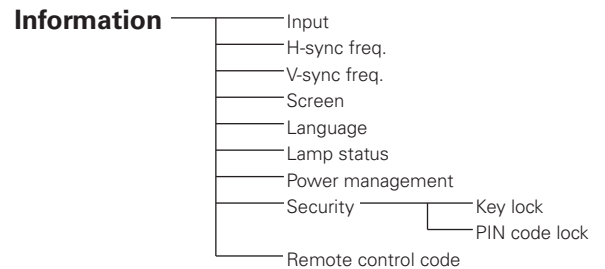 Information
Input
H-sync freq.
V-sync freq.
Screen
Language
Lamp status
Power management
Security
Key lock
PIN code lock
Remote control code